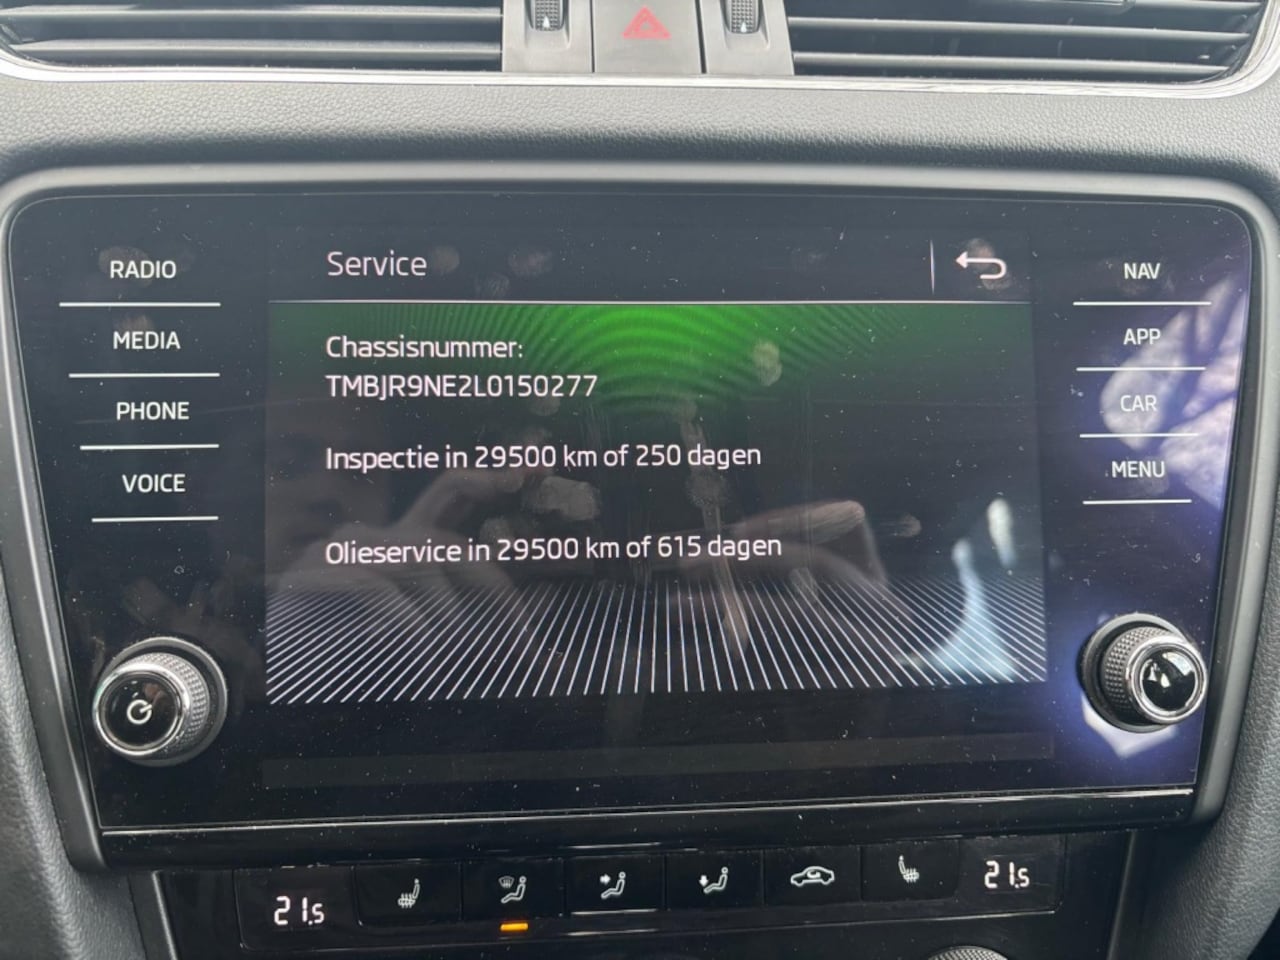 RADIO
MEDIA
PHONE
VOICE
Service
Chassisnummer:
TMBJR9NE2L0150277
Inspectie in 29500 km of 250 dagen
Olieservice in 29500 km of 615 dagen
NAV
APP
CAR
MENU
21.5
21.5